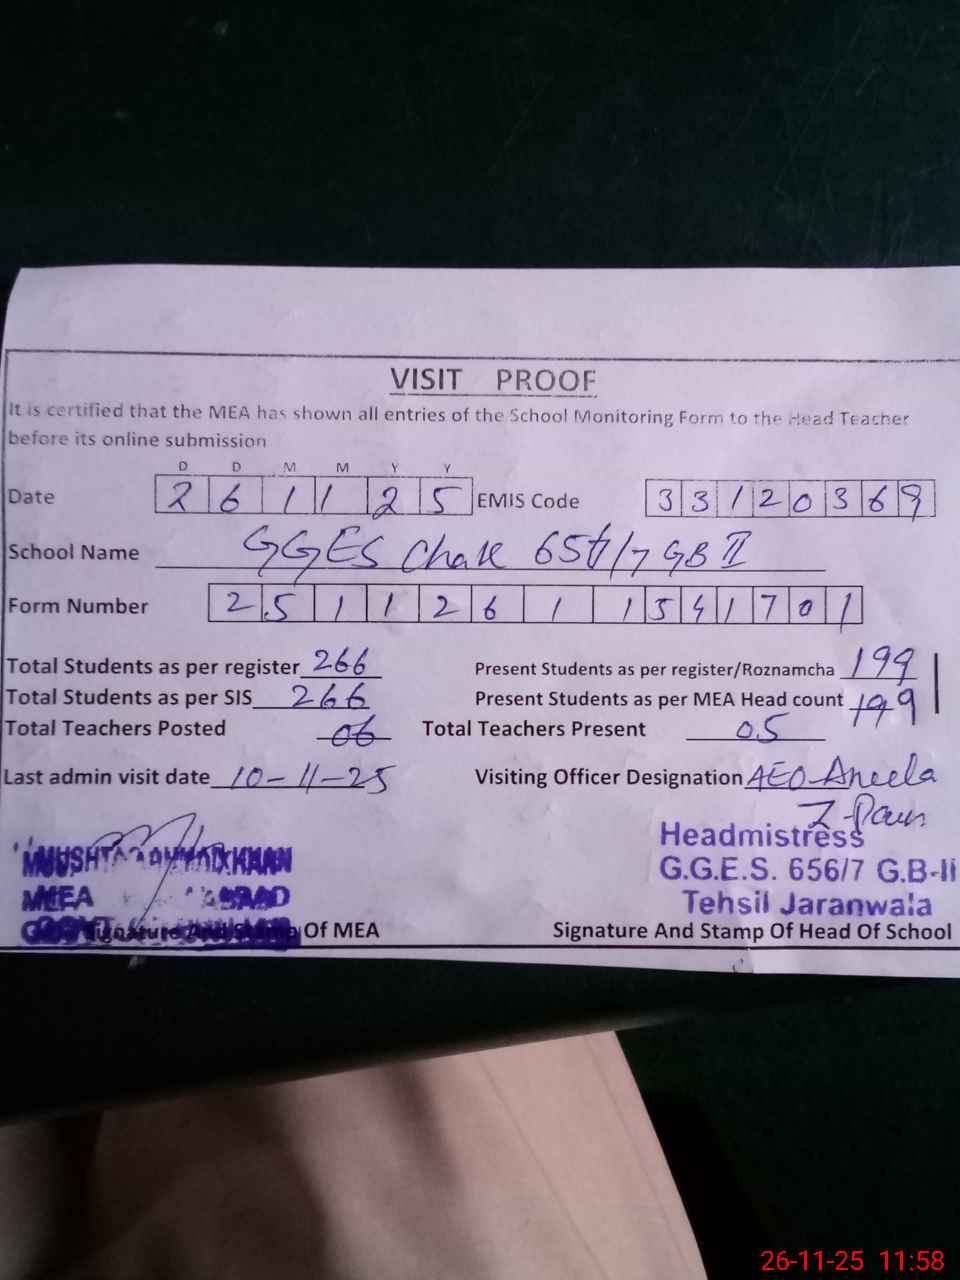 VISIT PROOF
It is certified that the MEA has shown all entries of the School Monitoring Form to the Head Teacher
before its online submission
D D M M Y Y
Date 2 6 1 1 2 5 EMIS Code 3 3 1 2 0 3 6 9
School Name GGES Chak 656/7 GB II
Form Number 2 5 1 1 2 6 1 1 5 4 1 7 0 1
Total Students as per register 266 Present Students as per register/Roznamcha 199
Total Students as per SIS 266 Present Students as per MEA Head count 199
Total Teachers Posted 06 Total Teachers Present 05
Last admin visit date 10-11-25 Visiting Officer Designation AEO Aneela
Headmistress
MUSHTAQ AHMAD KHAN G.G.E.S. 656/7 G.B-II
MEA Tehsil Jaranwala
Signature And Stamp Of MEA Signature And Stamp Of Head Of School
26-11-25 11:58